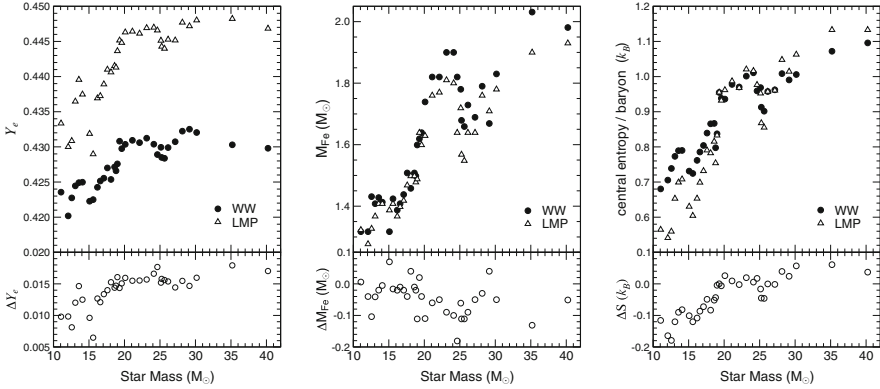 0.450
0.445
0.440
0.435
0.430
0.425
0.420
0.020
Y_e
WW
LMP
0.015
0.010
0.005
ΔY_e
10 15 20 25 30 35 40
Star Mass (M☉)
2.0
1.8
1.6
1.4
0.1
M_Fe (M☉)
WW
LMP
0.0
-0.1
-0.2
ΔM_Fe (M☉)
10 15 20 25 30 35 40
Star Mass (M☉)
1.2
1.1
1.0
0.9
0.8
0.7
0.6
0.5
0.1
central entropy / baryon (k_B)
WW
LMP
0.0
-0.1
-0.2
ΔS (k_B)
10 15 20 25 30 35 40
Star Mass (M☉)